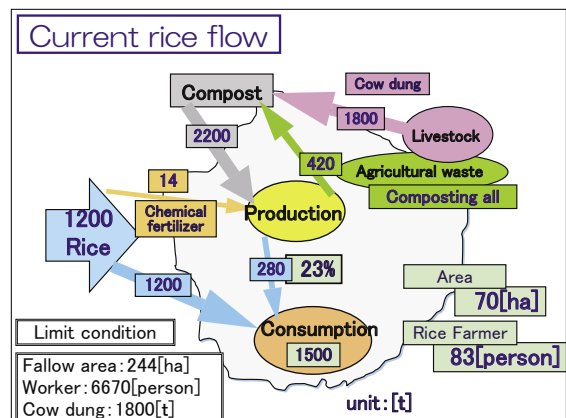 Current rice flow
Cow dung
Compost
1800
Livestock
2200
420
Agricultural waste
Composting all
14
Chemical
fertilizer
Production
1200
Rice
280
23%
1200
Area
70[ha]
Consumption
1500
Rice Farmer
83[person]
Limit condition
Fallow area:244[ha]
Worker:6670[person]
Cow dung:1800[t]
unit:[t]